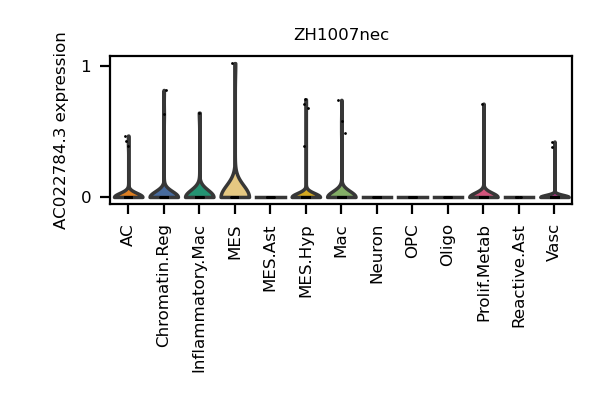 ZH1007nec
AC022784.3 expression
1
0
AC
Chromatin.Reg
Inflammatory.Mac
MES
MES.Ast
MES.Hyp
Mac
Neuron
OPC
Oligo
Prolif.Metab
Reactive.Ast
Vasc